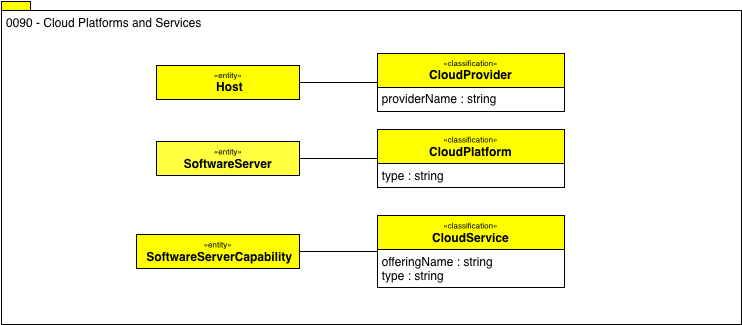 0090 - Cloud Platforms and Services
«entity»
Host
«classification»
CloudProvider
providerName : string
«entity»
SoftwareServer
«classification»
CloudPlatform
type : string
«entity»
SoftwareServerCapability
«classification»
CloudService
offeringName : string
type : string